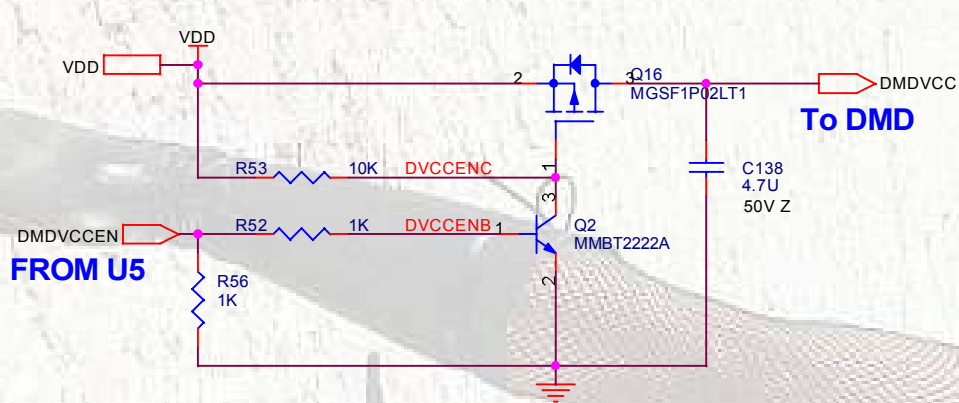 VDD
VDD
2
3
Q16
MGSF1P02LT1
DMDVCC
To DMD
1
R53
10K
DVCCENC
C138
4.7U
50V Z
3
R52
1K
DVCCENB
1
Q2
MMBT2222A
DMDVCCEN
FROM U5
2
R56
1K